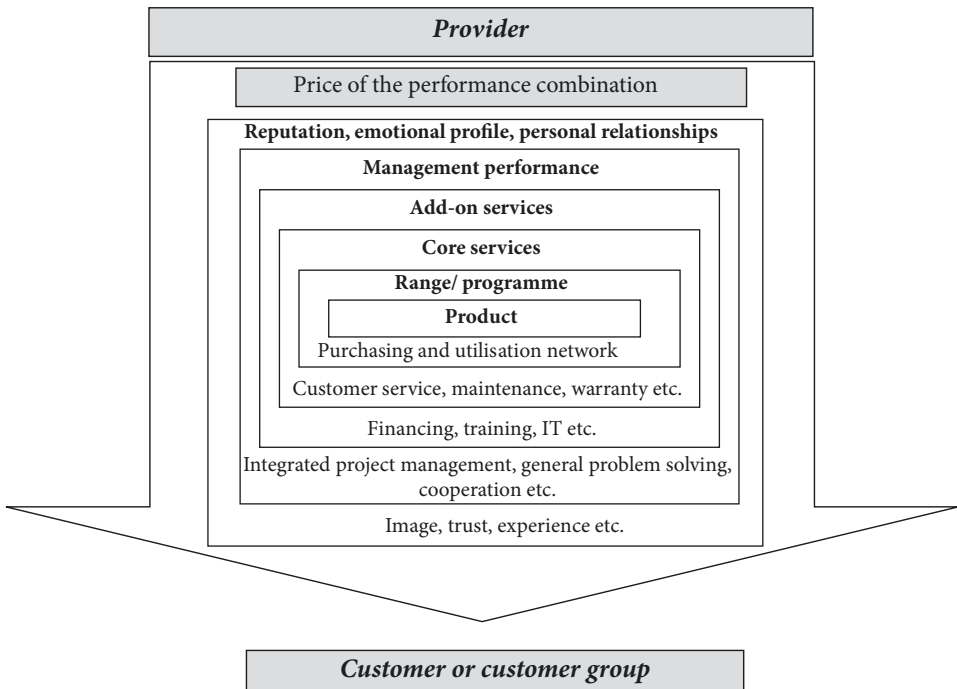 Provider
Price of the performance combination
Reputation, emotional profile, personal relationships
Management performance
Add-on services
Core services
Range/ programme
Product
Purchasing and utilisation network
Customer service, maintenance, warranty etc.
Financing, training, IT etc.
Integrated project management, general problem solving,
cooperation etc.
Image, trust, experience etc.
Customer or customer group